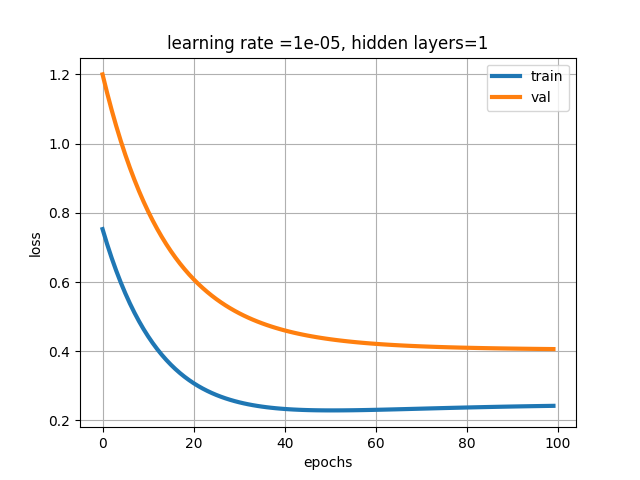 learning rate =1e-05, hidden layers=1
train
val
1.2
1.0
0.8
0.6
0.4
0.2
loss
0 20 40 60 80 100
epochs